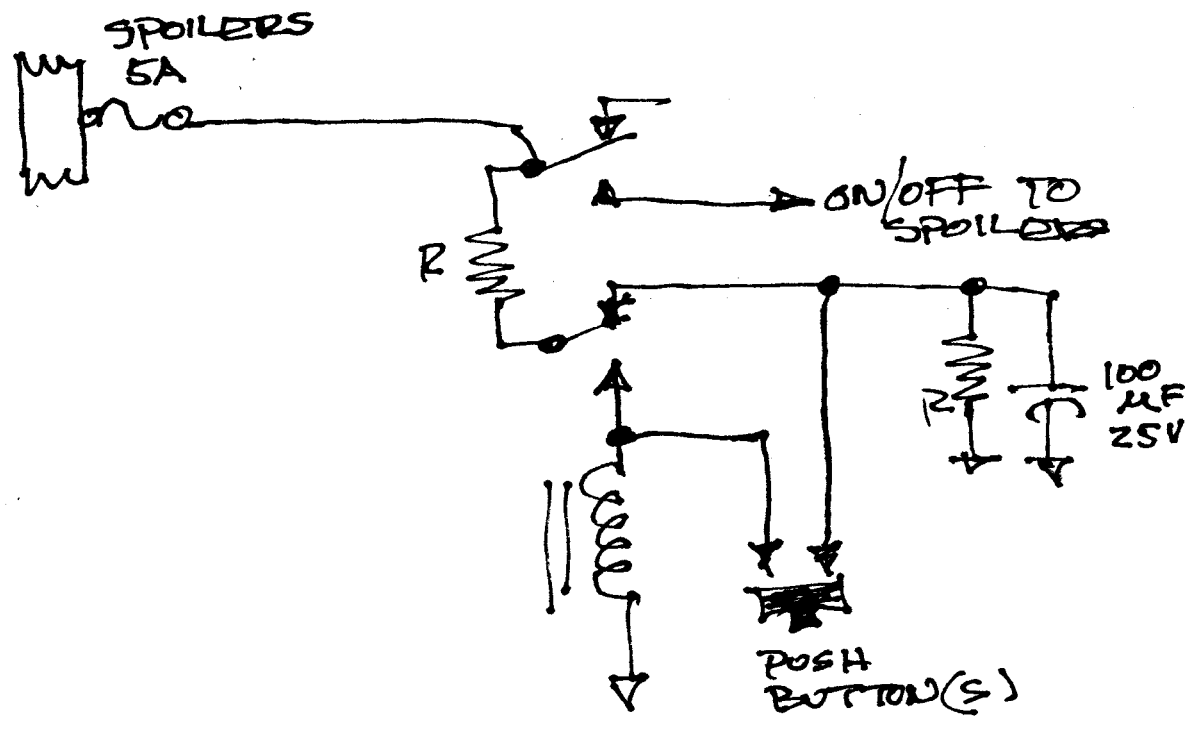 SPOILERS
5A
ON/OFF TO
SPOILERS
R
R
100
µF
25V
PUSH
BUTTON(S)